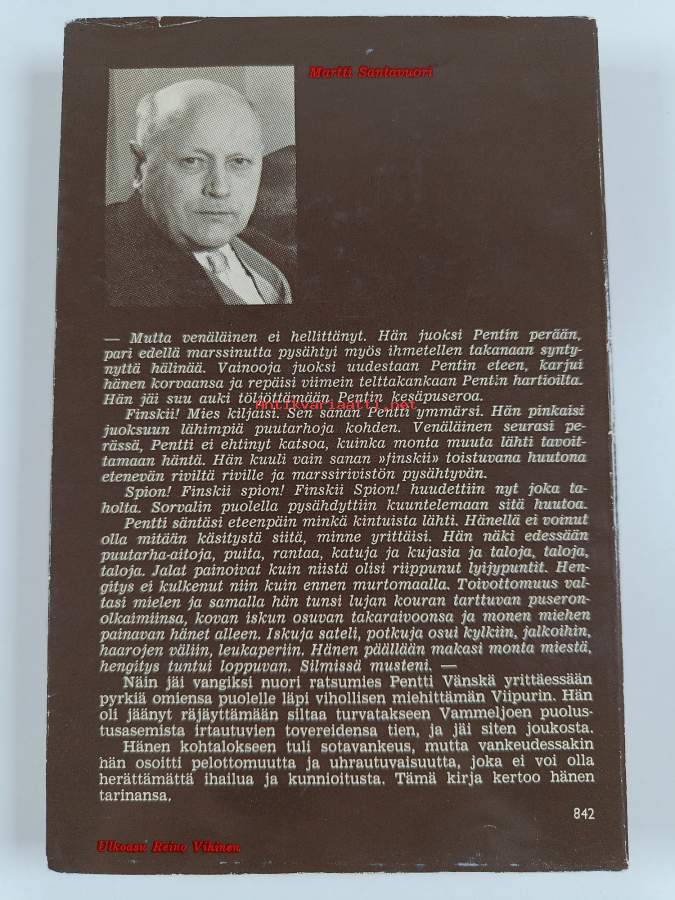 Martti Santavuori
— Mutta venäläinen ei hellittänyt. Hän juoksi Pentin perään,
pari edellä marssinutta pysähtyi myös ihmetellen takanaan synty-
nyttä hälinää. Vainooja juoksi uudestaan Pentin eteen, karjui
hänen korvaansa ja repäisi viimein telttakankaan Pentin hartioilta.
Hän jäi suu auki töllöttämään Pentin kesäpuseroa.
Antikvariaatti.net
Finskii! Mies kiljaisi. Sen sanan Pentti ymmärsi. Hän pinkaisi
juoksuun lähimpiä puutarhoja kohden. Venäläinen seurasi pe-
rässä, Pentti ei ehtinyt katsoa, kuinka monta muuta lähti tavoit-
tamaan häntä. Hän kuuli vain sanan »finskii» toistuvana huutona
etenevän riviltä riville ja marssirivistön pysähtyvän.
Spion! Finskii spion! Finskii Spion! huudettiin nyt joka ta-
holta. Sorvalin puolella pysähdyttiin kuuntelemaan sitä huutoa.
Pentti säntäsi eteenpäin minkä kintuista lähti. Hänellä ei voinut
olla mitään käsitystä siitä, minne yrittäisi. Hän näki edessään
puutarha-aitoja, puita, rantaa, katuja ja kujasia ja taloja, taloja,
taloja. Jalat painoivat kuin niistä olisi riippunut lyijypuntit. Hen-
gitys ei kulkenut niin kuin ennen murtomaalla. Toivottomuus val-
tasi mielen ja samalla hän tunsi lujan kouran tarttuvan puseron-
olkaimiinsa, kovan iskun osuvan takaraivoonsa ja monen miehen
painavan hänet alleen. Iskuja sateli, potkuja osui kylkiin, jalkoihin,
haarojen väliin, leukaperiin. Hänen päällään makasi monta miestä,
hengitys tuntui loppuvan. Silmissä musteni. —
Näin jäi vangiksi nuori ratsumies Pentti Vänskä yrittäessään
pyrkiä omiensa puolelle läpi vihollisen miehittämän Viipurin. Hän
oli jäänyt räjäyttämään siltaa turvatakseen Vammeljoen puolus-
tusasemista irtautuvien tovereidensa tien, ja jäi siten joukosta.
Hänen kohtalokseen tuli sotavankeus, mutta vankeudessakin
hän osoitti pelottomuutta ja uhrautuvaisuutta, joka ei voi olla
herättämättä ihailua ja kunnioitusta. Tämä kirja kertoo hänen
tarinansa.
842
Ulkoasu Reino Vikinen